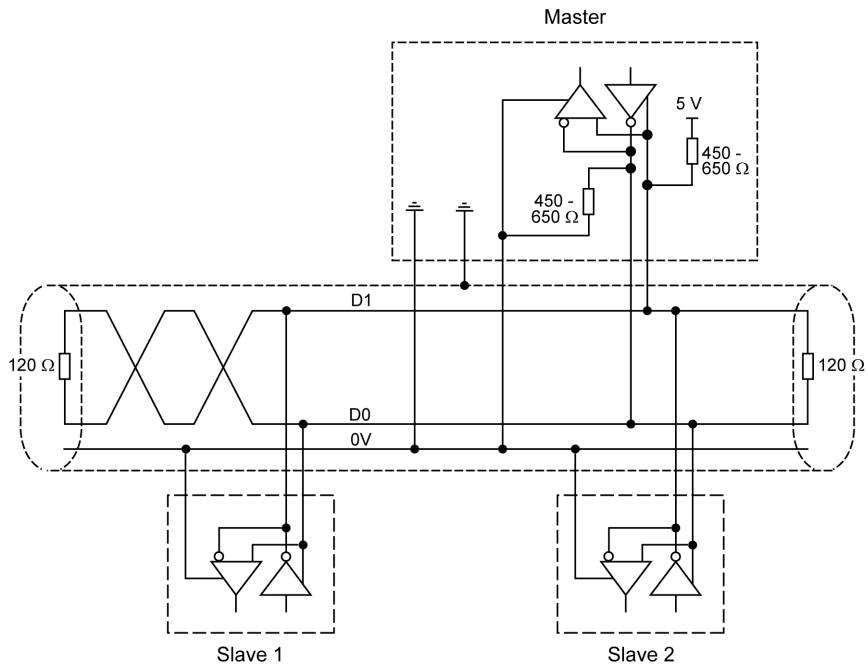 Master
5 V
450 -
650 Ω
450 -
650 Ω
D1
120 Ω
120 Ω
D0
0V
Slave 1
Slave 2